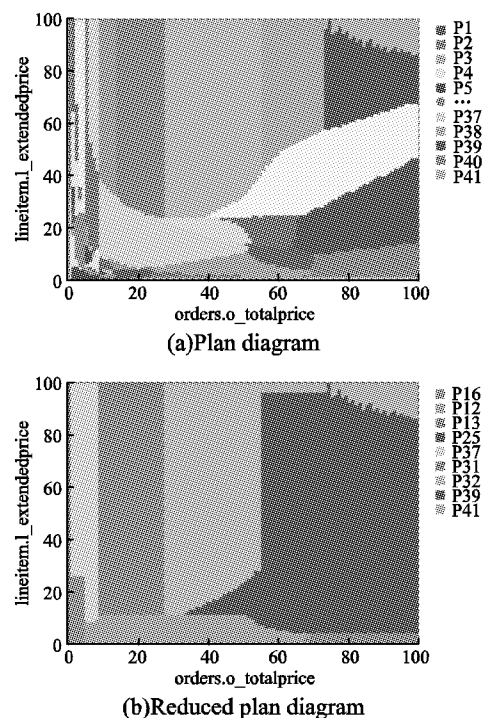 100
80
60
40
20
0
lineitem.l_extendedprice
0 20 40 60 80 100
orders.o_totalprice
P1
P2
P3
P4
P5
...
P37
P38
P39
P40
P41
(a)Plan diagram
100
80
60
40
20
0
lineitem.l_extendedprice
0 20 40 60 80 100
orders.o_totalprice
P16
P12
P13
P25
P37
P31
P32
P39
P41
(b)Reduced plan diagram